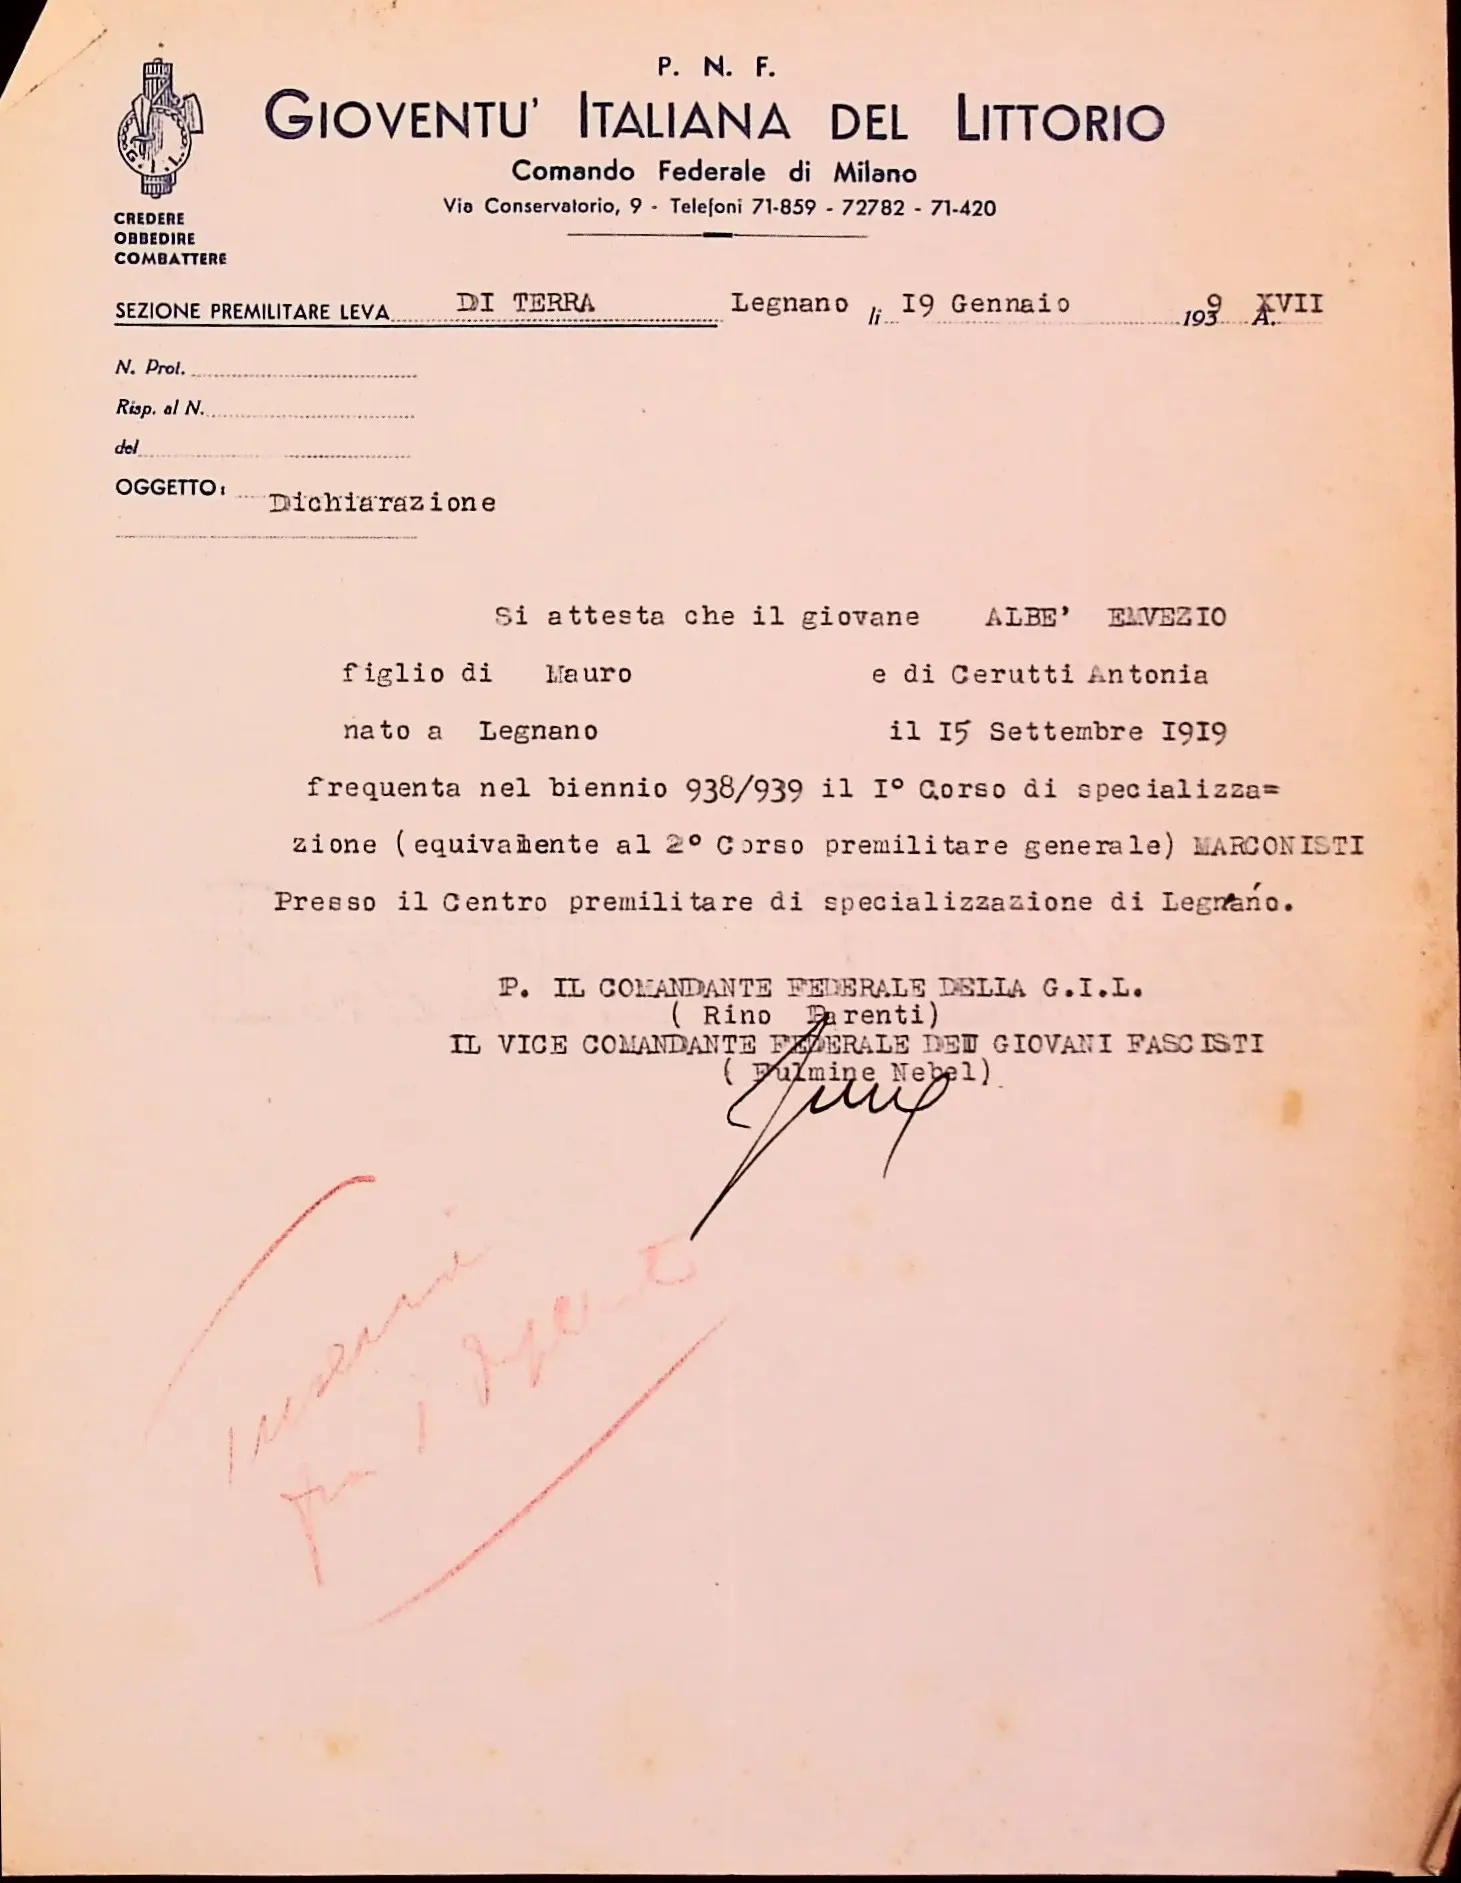 P. N. F.
GIOVENTU' ITALIANA DEL LITTORIO
Comando Federale di Milano
Via Conservatorio, 9 - Telefoni 71-859 - 72782 - 71-420
G. I. L.
CREDERE
OBBEDIRE
COMBATTERE
SEZIONE PREMILITARE LEVA DI TERRA Legnano li 19 Gennaio 1939 A. XVII
N. Prot.
Risp. al N.
del
OGGETTO: Dichiarazione
Si attesta che il giovane ALBE' ENVEZIO
figlio di Mauro e di Cerutti Antonia
nato a Legnano il 15 Settembre 1919
frequenta nel biennio 938/939 il I° Corso di specializza=
zione (equivamente al 2° Corso premilitare generale) MARCONISTI
Presso il Centro premilitare di specializzazione di Legnano.
P. IL COMANDANTE FEDERALE DELLA G.I.L.
( Rino Parenti)
IL VICE COMANDANTE FEDERALE DEI GIOVANI FASCISTI
( Fulmine Nebel)